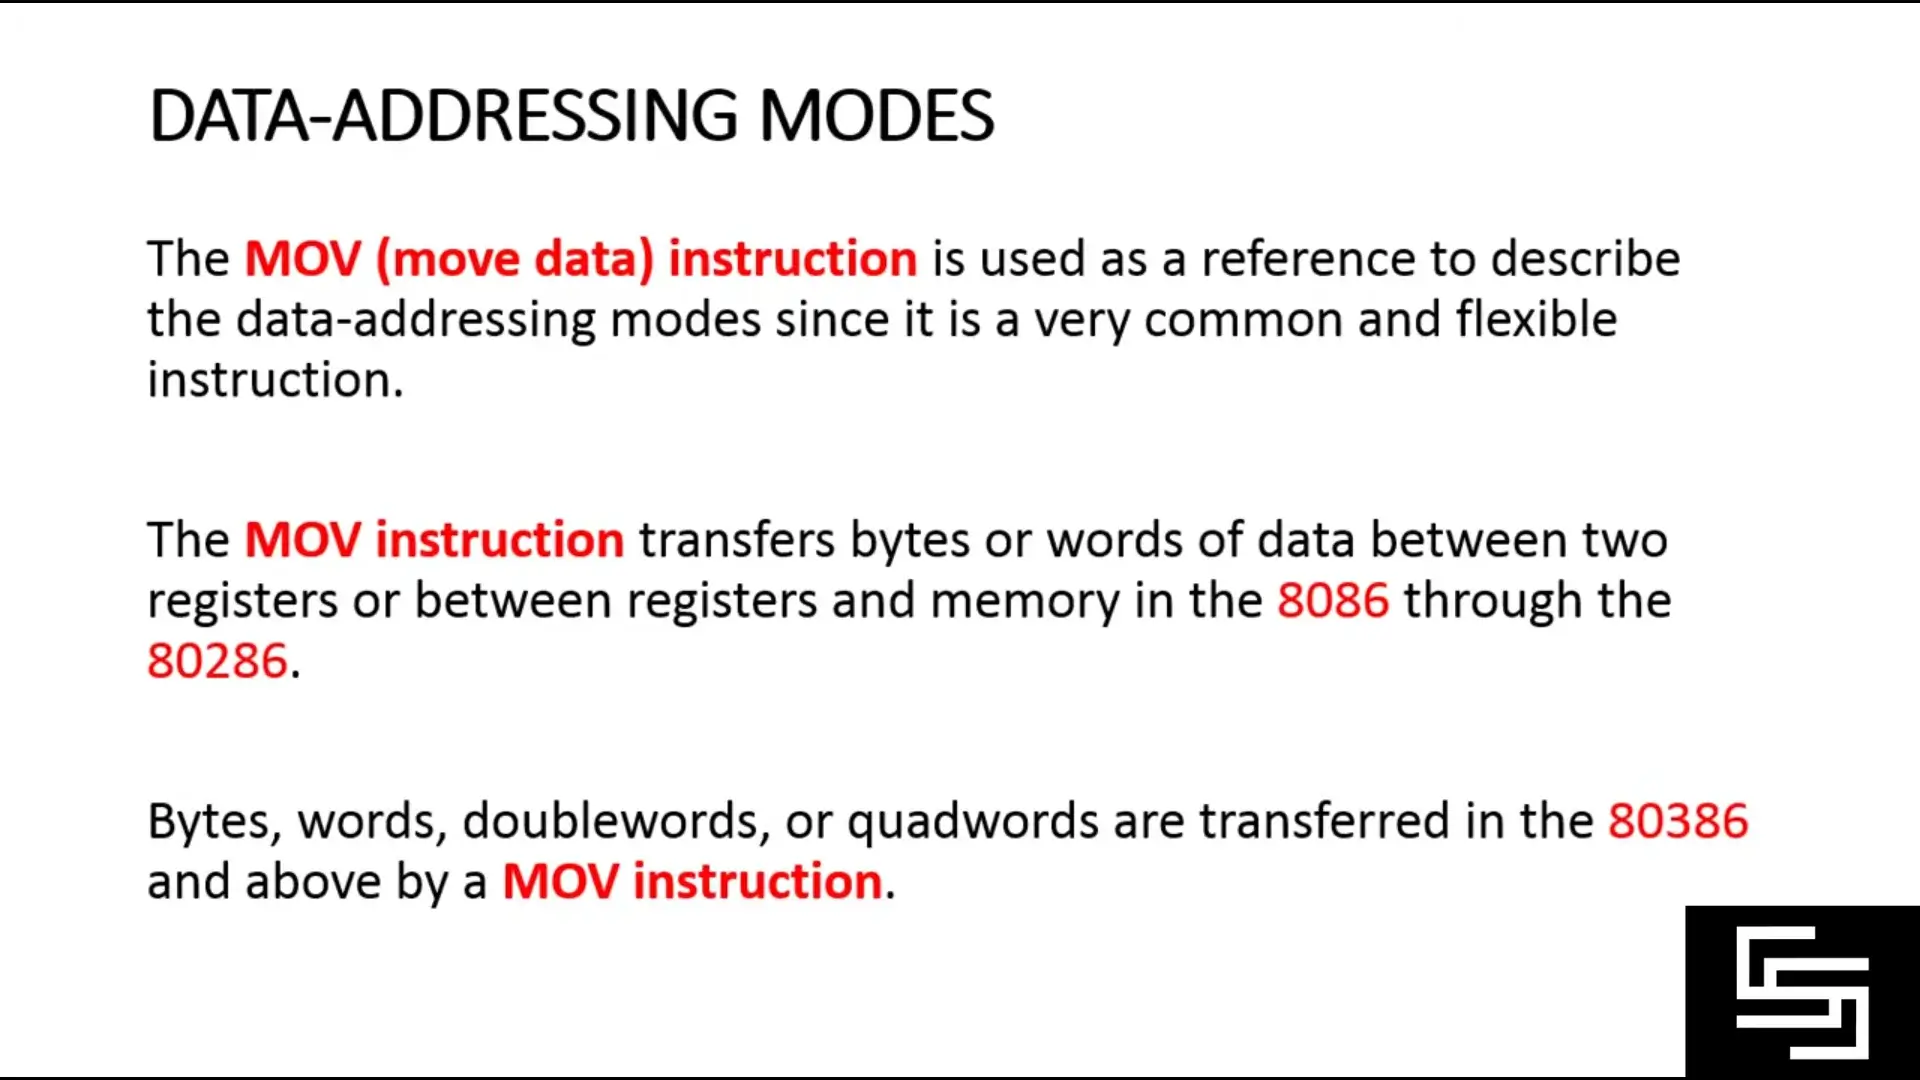 DATA-ADDRESSING MODES
The MOV (move data) instruction is used as a reference to describe
the data-addressing modes since it is a very common and flexible
instruction.
The MOV instruction transfers bytes or words of data between two
registers or between registers and memory in the 8086 through the
80286.
Bytes, words, doublewords, or quadwords are transferred in the 80386
and above by a MOV instruction.